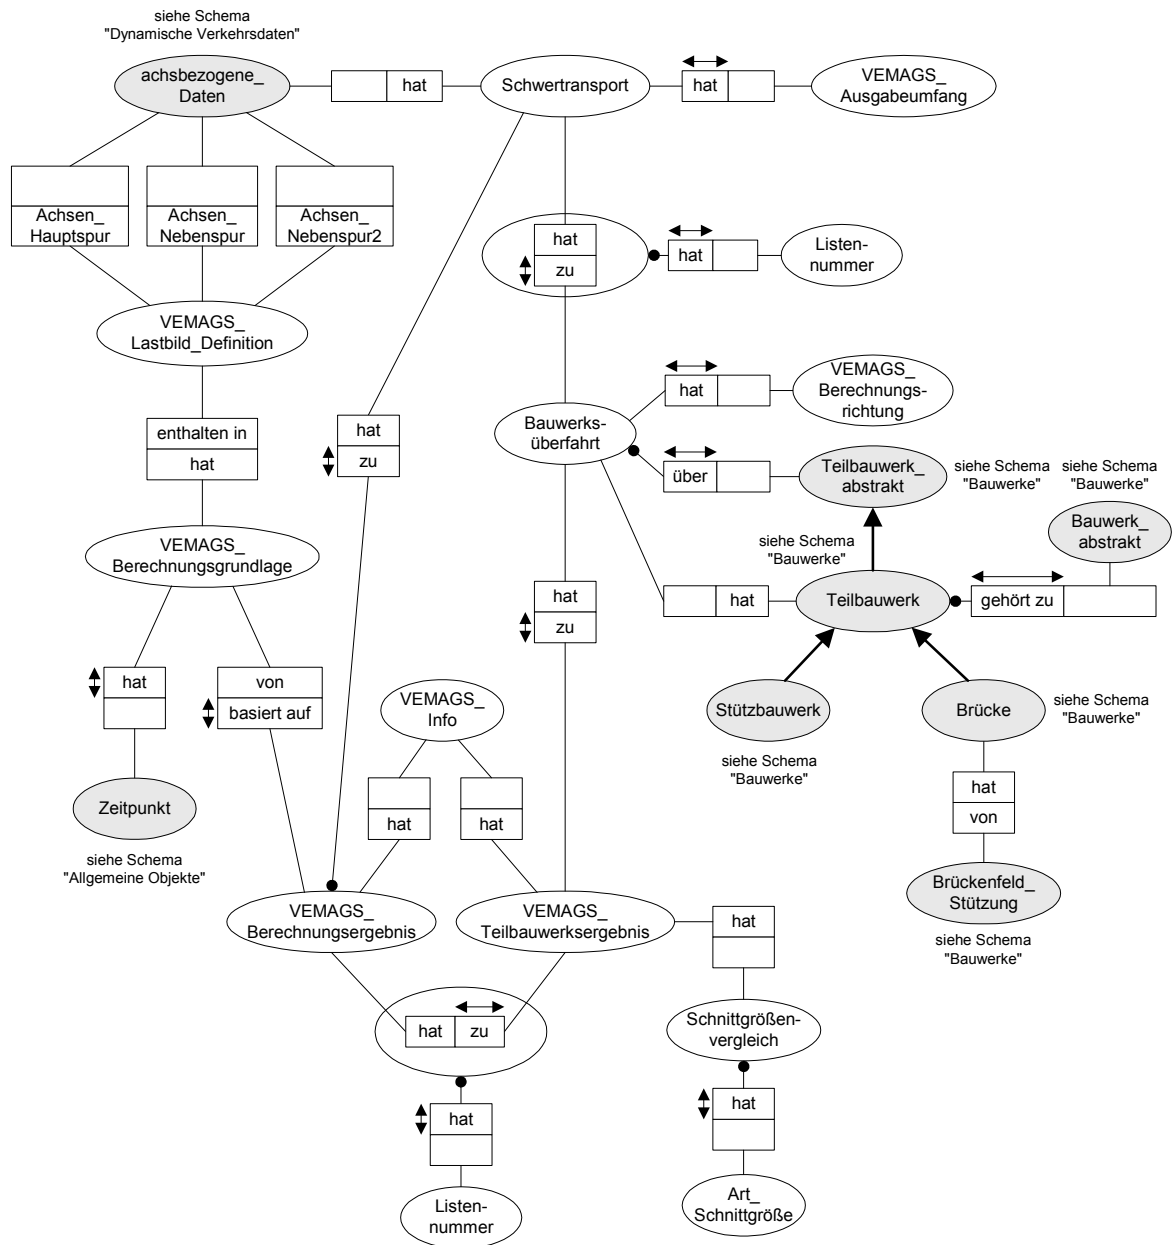 siehe Schema
"Dynamische Verkehrsdaten"
achsbezogene_
Daten
hat
Schwertransport
hat
VEMAGS_
Ausgabeumfang
Achsen_
Hauptspur
Achsen_
Nebenspur
Achsen_
Nebenspur2
hat
zu
hat
Listen-
nummer
VEMAGS_
Lastbild_Definition
VEMAGS_
Berechnungs-
richtung
hat
enthalten in
hat
hat
zu
Bauwerks-
überfahrt
über
Teilbauwerk_
abstrakt
siehe Schema
"Bauwerke"
siehe Schema
"Bauwerke"
Bauwerk_
abstrakt
siehe Schema
"Bauwerke"
VEMAGS_
Berechnungsgrundlage
hat
zu
hat
Teilbauwerk
gehört zu
hat
von
basiert auf
VEMAGS_
Info
Stützbauwerk
siehe Schema
"Bauwerke"
Brücke
siehe Schema
"Bauwerke"
Zeitpunkt
siehe Schema
"Allgemeine Objekte"
hat
hat
hat
von
Brückenfeld_
Stützung
siehe Schema
"Bauwerke"
VEMAGS_
Berechnungsergebnis
VEMAGS_
Teilbauwerksergebnis
hat
hat
zu
Schnittgrößen-
vergleich
hat
hat
Listen-
nummer
Art_
Schnittgröße